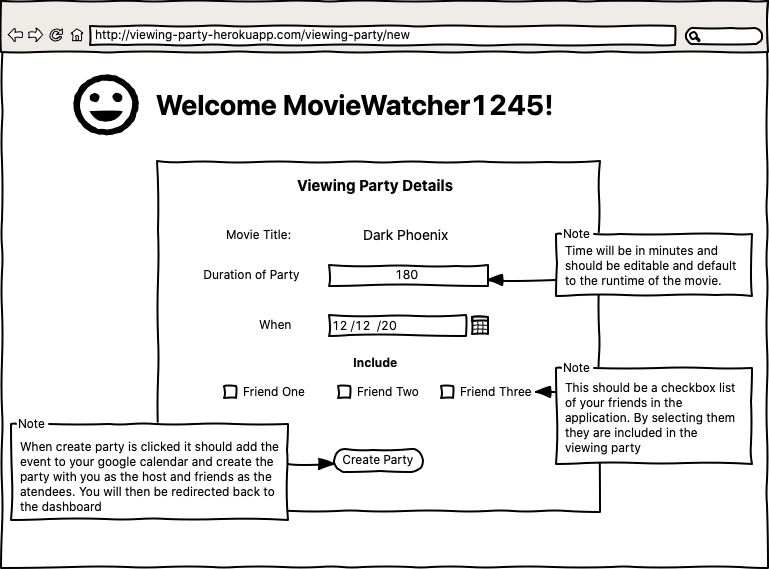 http://viewing-party-herokuapp.com/viewing-party/new
Welcome MovieWatcher1245!
Viewing Party Details
Movie Title: Dark Phoenix
Note
Time will be in minutes and
should be editable and default
to the runtime of the movie.
Duration of Party 180
When 12 /12 /20
Include
Friend One Friend Two Friend Three
Note
This should be a checkbox list
of your friends in the
application. By selecting them
they are included in the
viewing party
Note
When create party is clicked it should add the
event to your google calendar and create the
party with you as the host and friends as the
atendees. You will then be redirected back to
the dashboard
Create Party